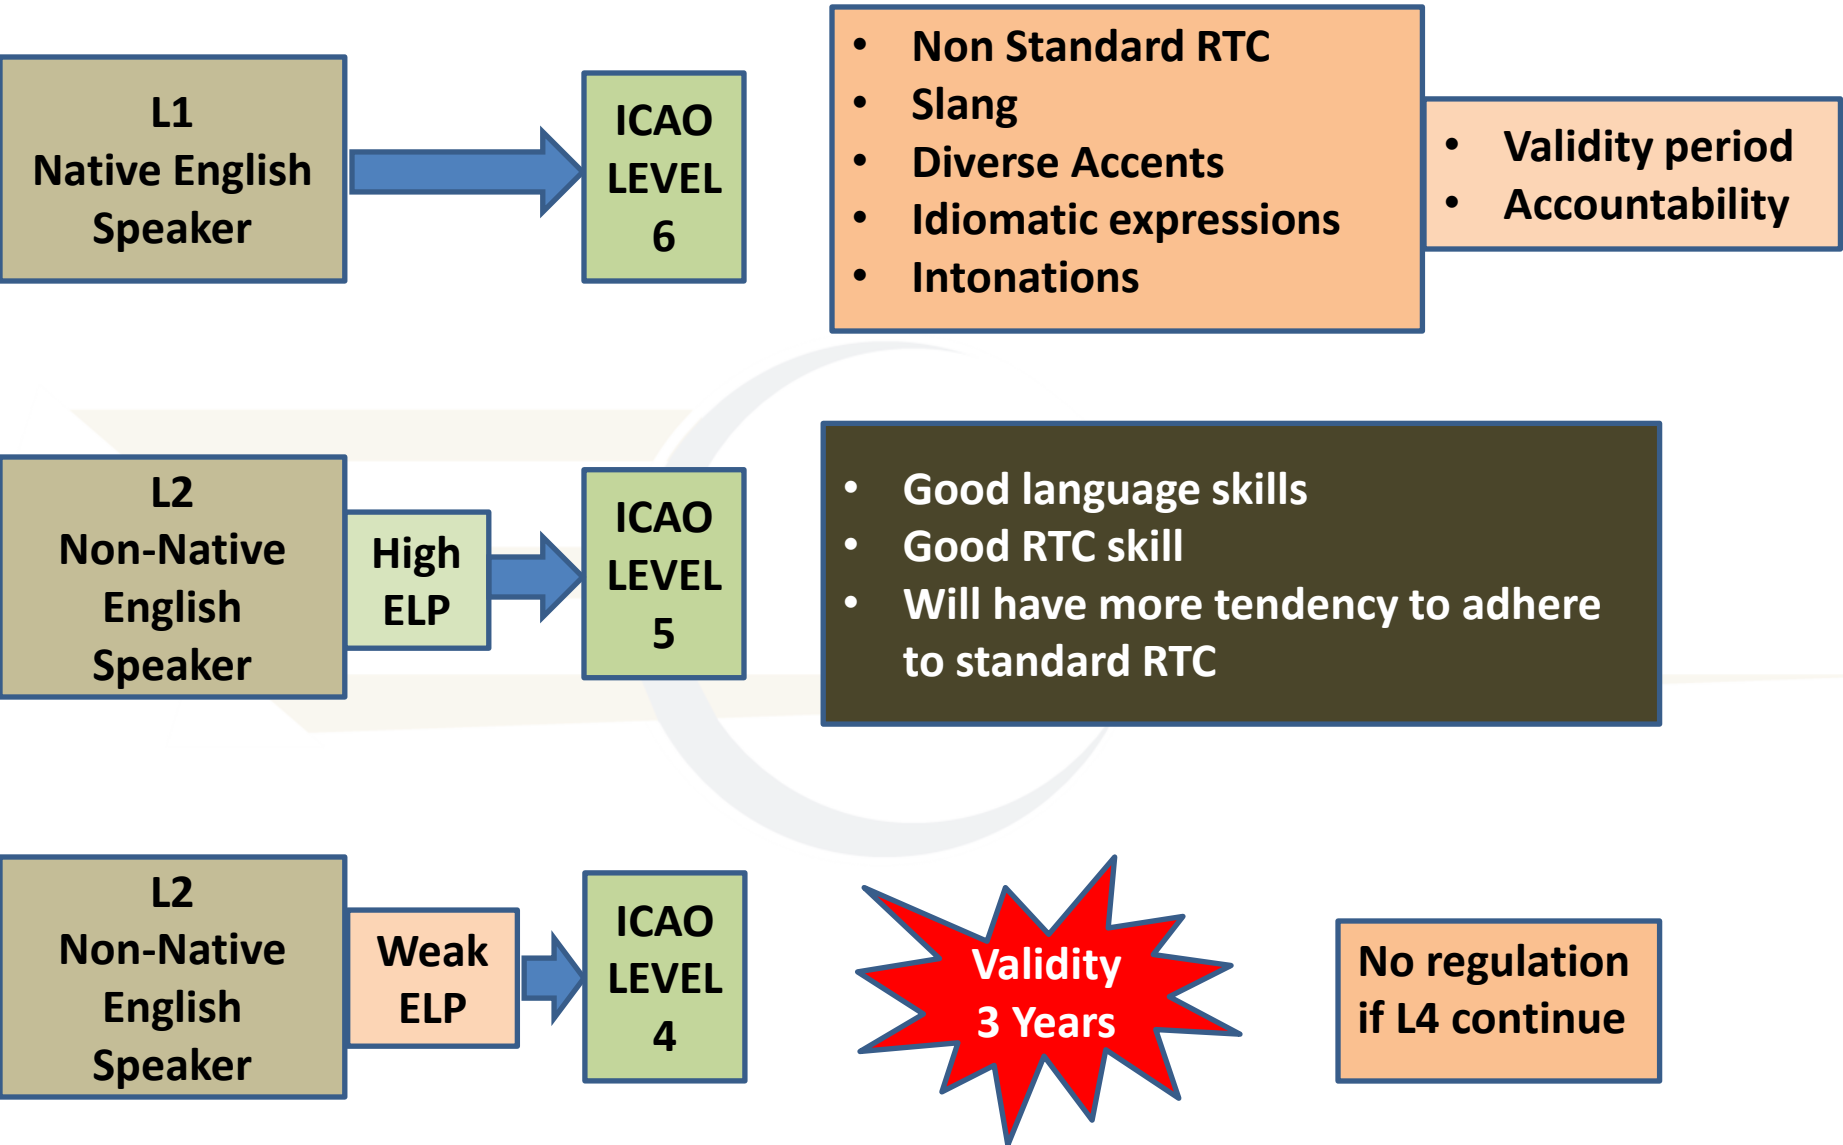 L1
Native English
Speaker
ICAO
LEVEL
6
• Non Standard RTC
• Slang
• Diverse Accents
• Idiomatic expressions
• Intonations
• Validity period
• Accountability
L2
Non-Native
English
Speaker
High
ELP
ICAO
LEVEL
5
• Good language skills
• Good RTC skill
• Will have more tendency to adhere
to standard RTC
L2
Non-Native
English
Speaker
Weak
ELP
ICAO
LEVEL
4
Validity
3 Years
No regulation
if L4 continue